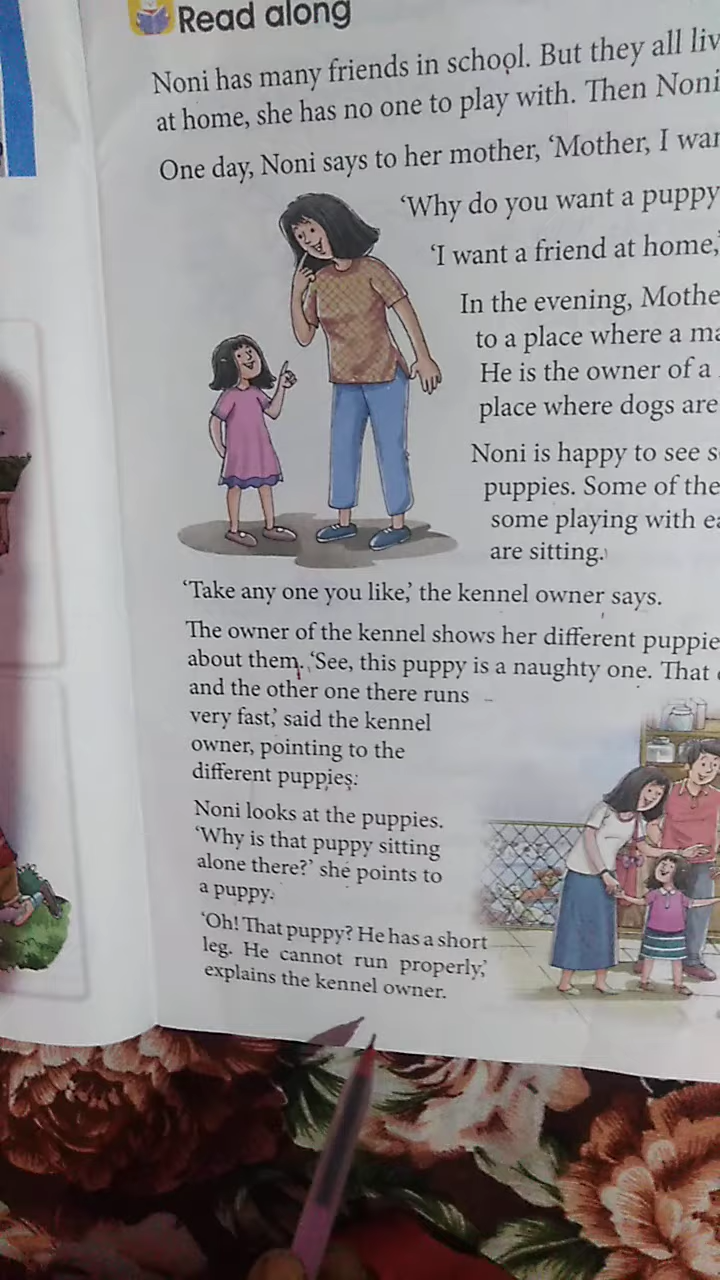 Read along
Noni has many friends in school. But they all liv
at home, she has no one to play with. Then Noni
One day, Noni says to her mother, ‘Mother, I wan
‘Why do you want a puppy
‘I want a friend at home,’
In the evening, Mothe
to a place where a ma
He is the owner of a
place where dogs are
Noni is happy to see s
puppies. Some of the
some playing with ea
are sitting.
‘Take any one you like,’ the kennel owner says.
The owner of the kennel shows her different puppie
about them. ‘See, this puppy is a naughty one. That
and the other one there runs
very fast,’ said the kennel
owner, pointing to the
different puppies.
Noni looks at the puppies.
‘Why is that puppy sitting
alone there?’ she points to
a puppy.
‘Oh! That puppy? He has a short
leg. He cannot run properly,’
explains the kennel owner.